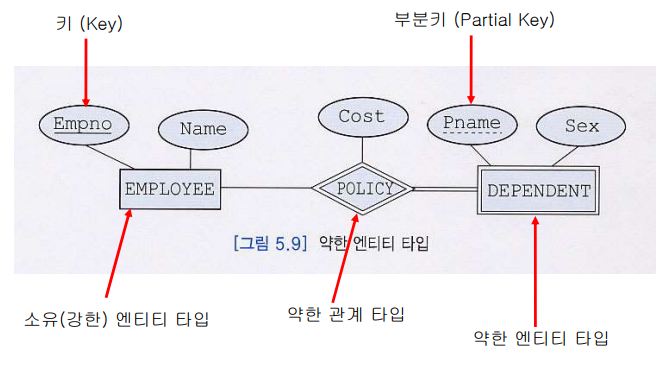 키 (Key)
부분키 (Partial Key)
Empno
Name
Cost
Pname
Sex
EMPLOYEE
POLICY
DEPENDENT
[그림 5.9] 약한 엔티티 타입
소유(강한) 엔티티 타입
약한 관계 타입
약한 엔티티 타입